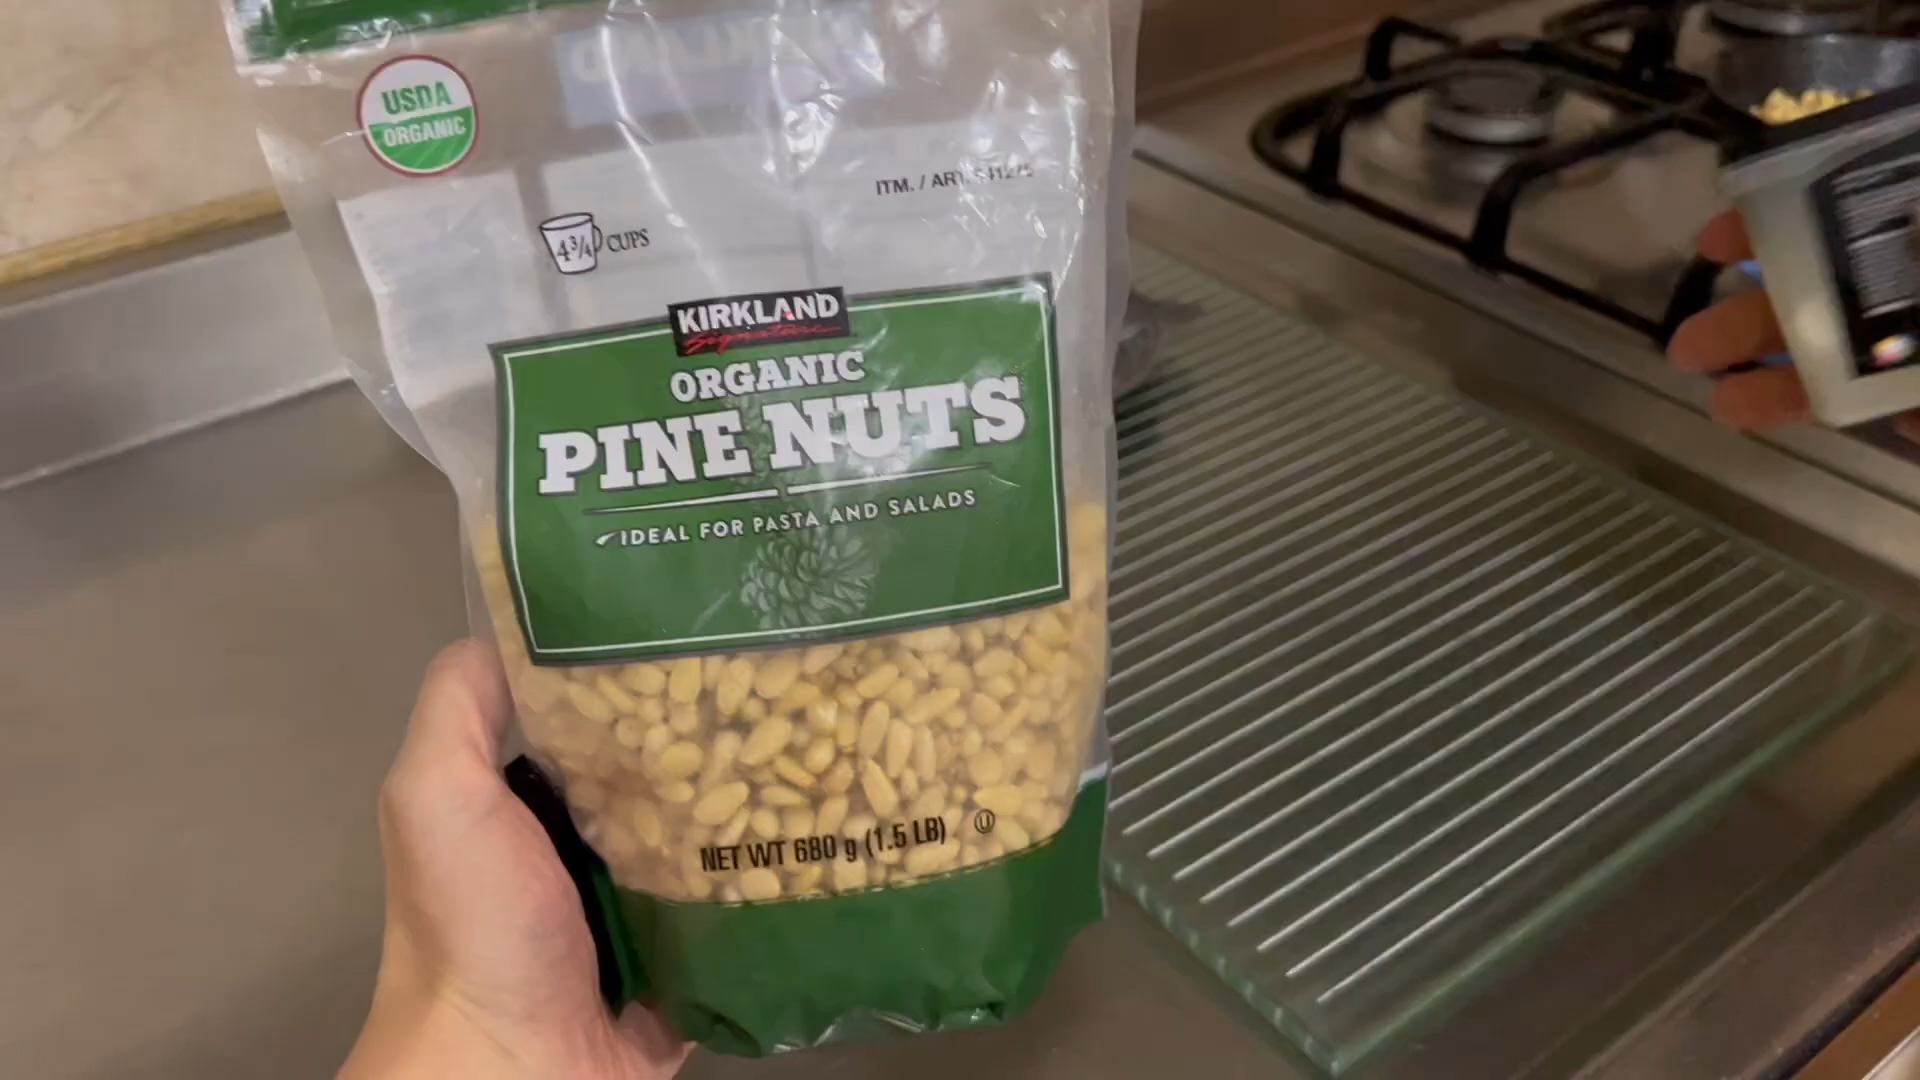 USDA
ORGANIC
ITM. / ART.
4¾ CUPS
KIRKLAND
Signature
ORGANIC
PINE NUTS
IDEAL FOR PASTA AND SALADS
NET WT 680 g (1.5 LB)
U